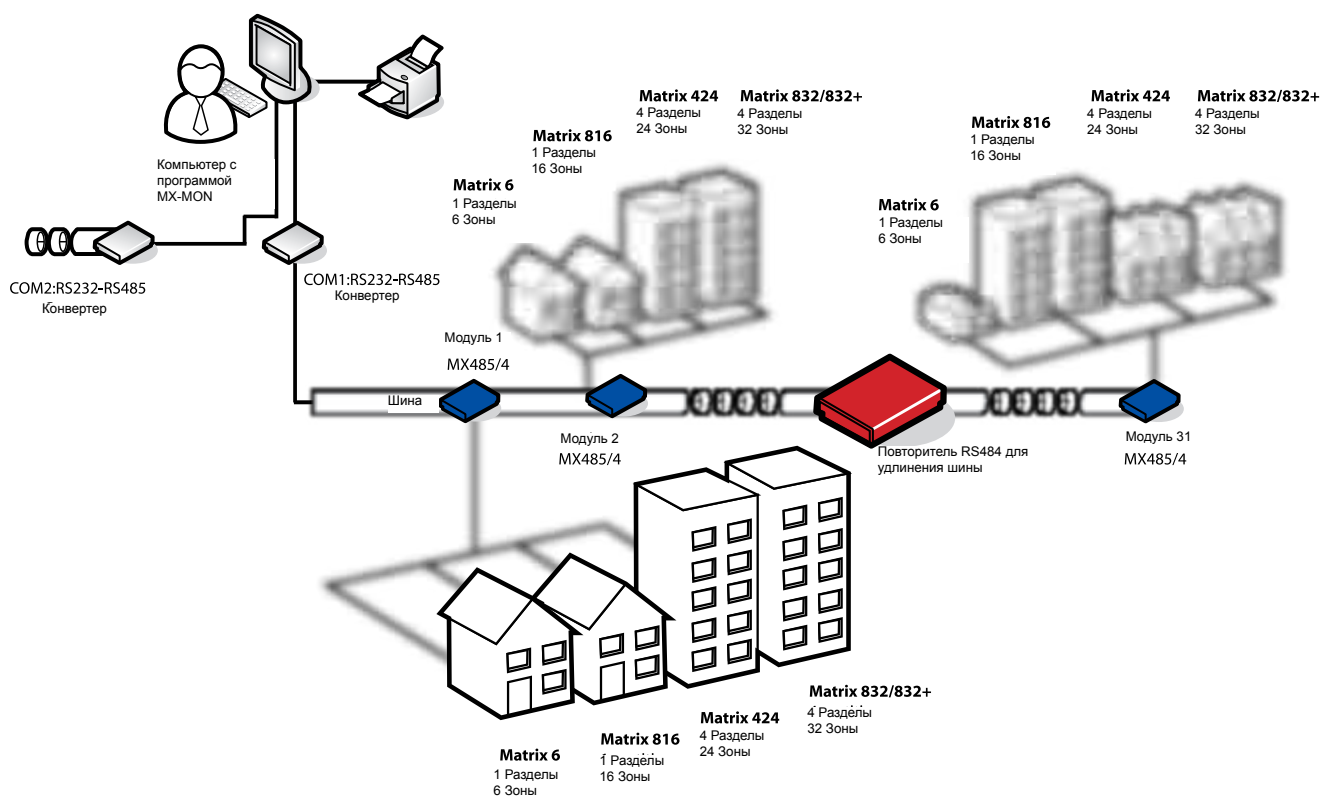 Компьютер с
программой
MX-MON
COM2:RS232-RS485
Конвертер
COM1:RS232-RS485
Конвертер
Matrix 6
1 Разделы
6 Зоны
Matrix 816
1 Разделы
16 Зоны
Matrix 424
4 Разделы
24 Зоны
Matrix 832/832+
4 Разделы
32 Зоны
Matrix 6
1 Разделы
6 Зоны
Matrix 816
1 Разделы
16 Зоны
Matrix 424
4 Разделы
24 Зоны
Matrix 832/832+
4 Разделы
32 Зоны
Шина
Модуль 1
MX485/4
Модуль 2
MX485/4
Повторитель RS484 для
удлинения шины
Модуль 31
MX485/4
Matrix 6
1 Разделы
6 Зоны
Matrix 816
1 Разделы
16 Зоны
Matrix 424
4 Разделы
24 Зоны
Matrix 832/832+
4 Разделы
32 Зоны